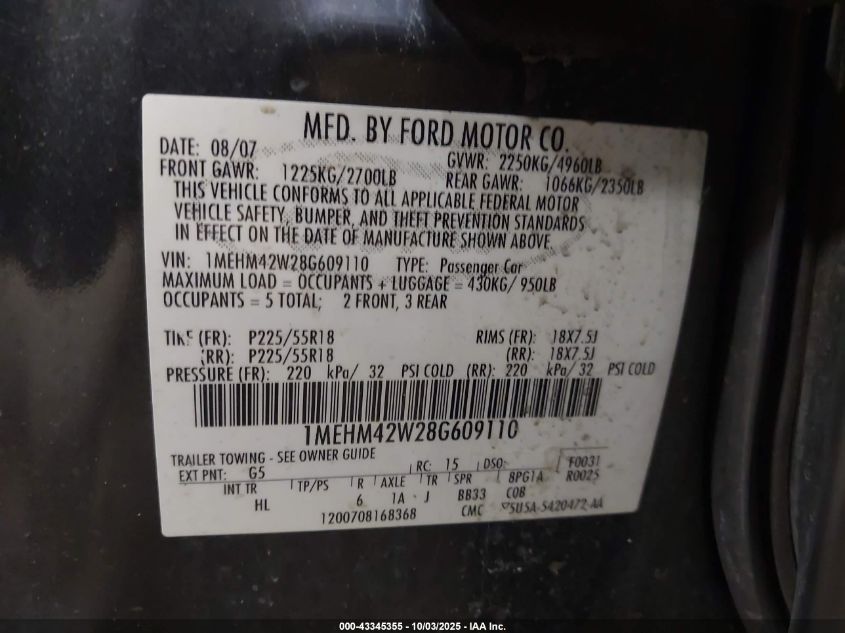 MFD. BY FORD MOTOR CO.
DATE: 08/07 GVWR: 2250KG/4960LB
FRONT GAWR: 1225KG/2700LB REAR GAWR: 1066KG/2350LB
THIS VEHICLE CONFORMS TO ALL APPLICABLE FEDERAL MOTOR
VEHICLE SAFETY, BUMPER, AND THEFT PREVENTION STANDARDS
IN EFFECT ON THE DATE OF MANUFACTURE SHOWN ABOVE.
VIN: 1MEHM42W28G609110 TYPE: Passenger Car
MAXIMUM LOAD = OCCUPANTS + LUGGAGE = 430KG/ 950LB
OCCUPANTS = 5 TOTAL; 2 FRONT, 3 REAR
TIRE (FR): P225/55R18 RIMS (FR): 18X7.5J
(RR): P225/55R18 (RR): 18X7.5J
PRESSURE (FR): 220 kPa/ 32 PSI COLD (RR): 220 kPa/ 32 PSI COLD
1MEHM42W28G609110
TRAILER TOWING - SEE OWNER GUIDE
EXT PNT: G5 RC: 15 DSO: F0031
INT TR TP/PS R AXLE TR SPR 8PG1A R0025
HL 6 1A J BB33 COB
1200708168368 CMC 5U5A-5420472-AA
000-43345355 - 10/03/2025 - IAA Inc.